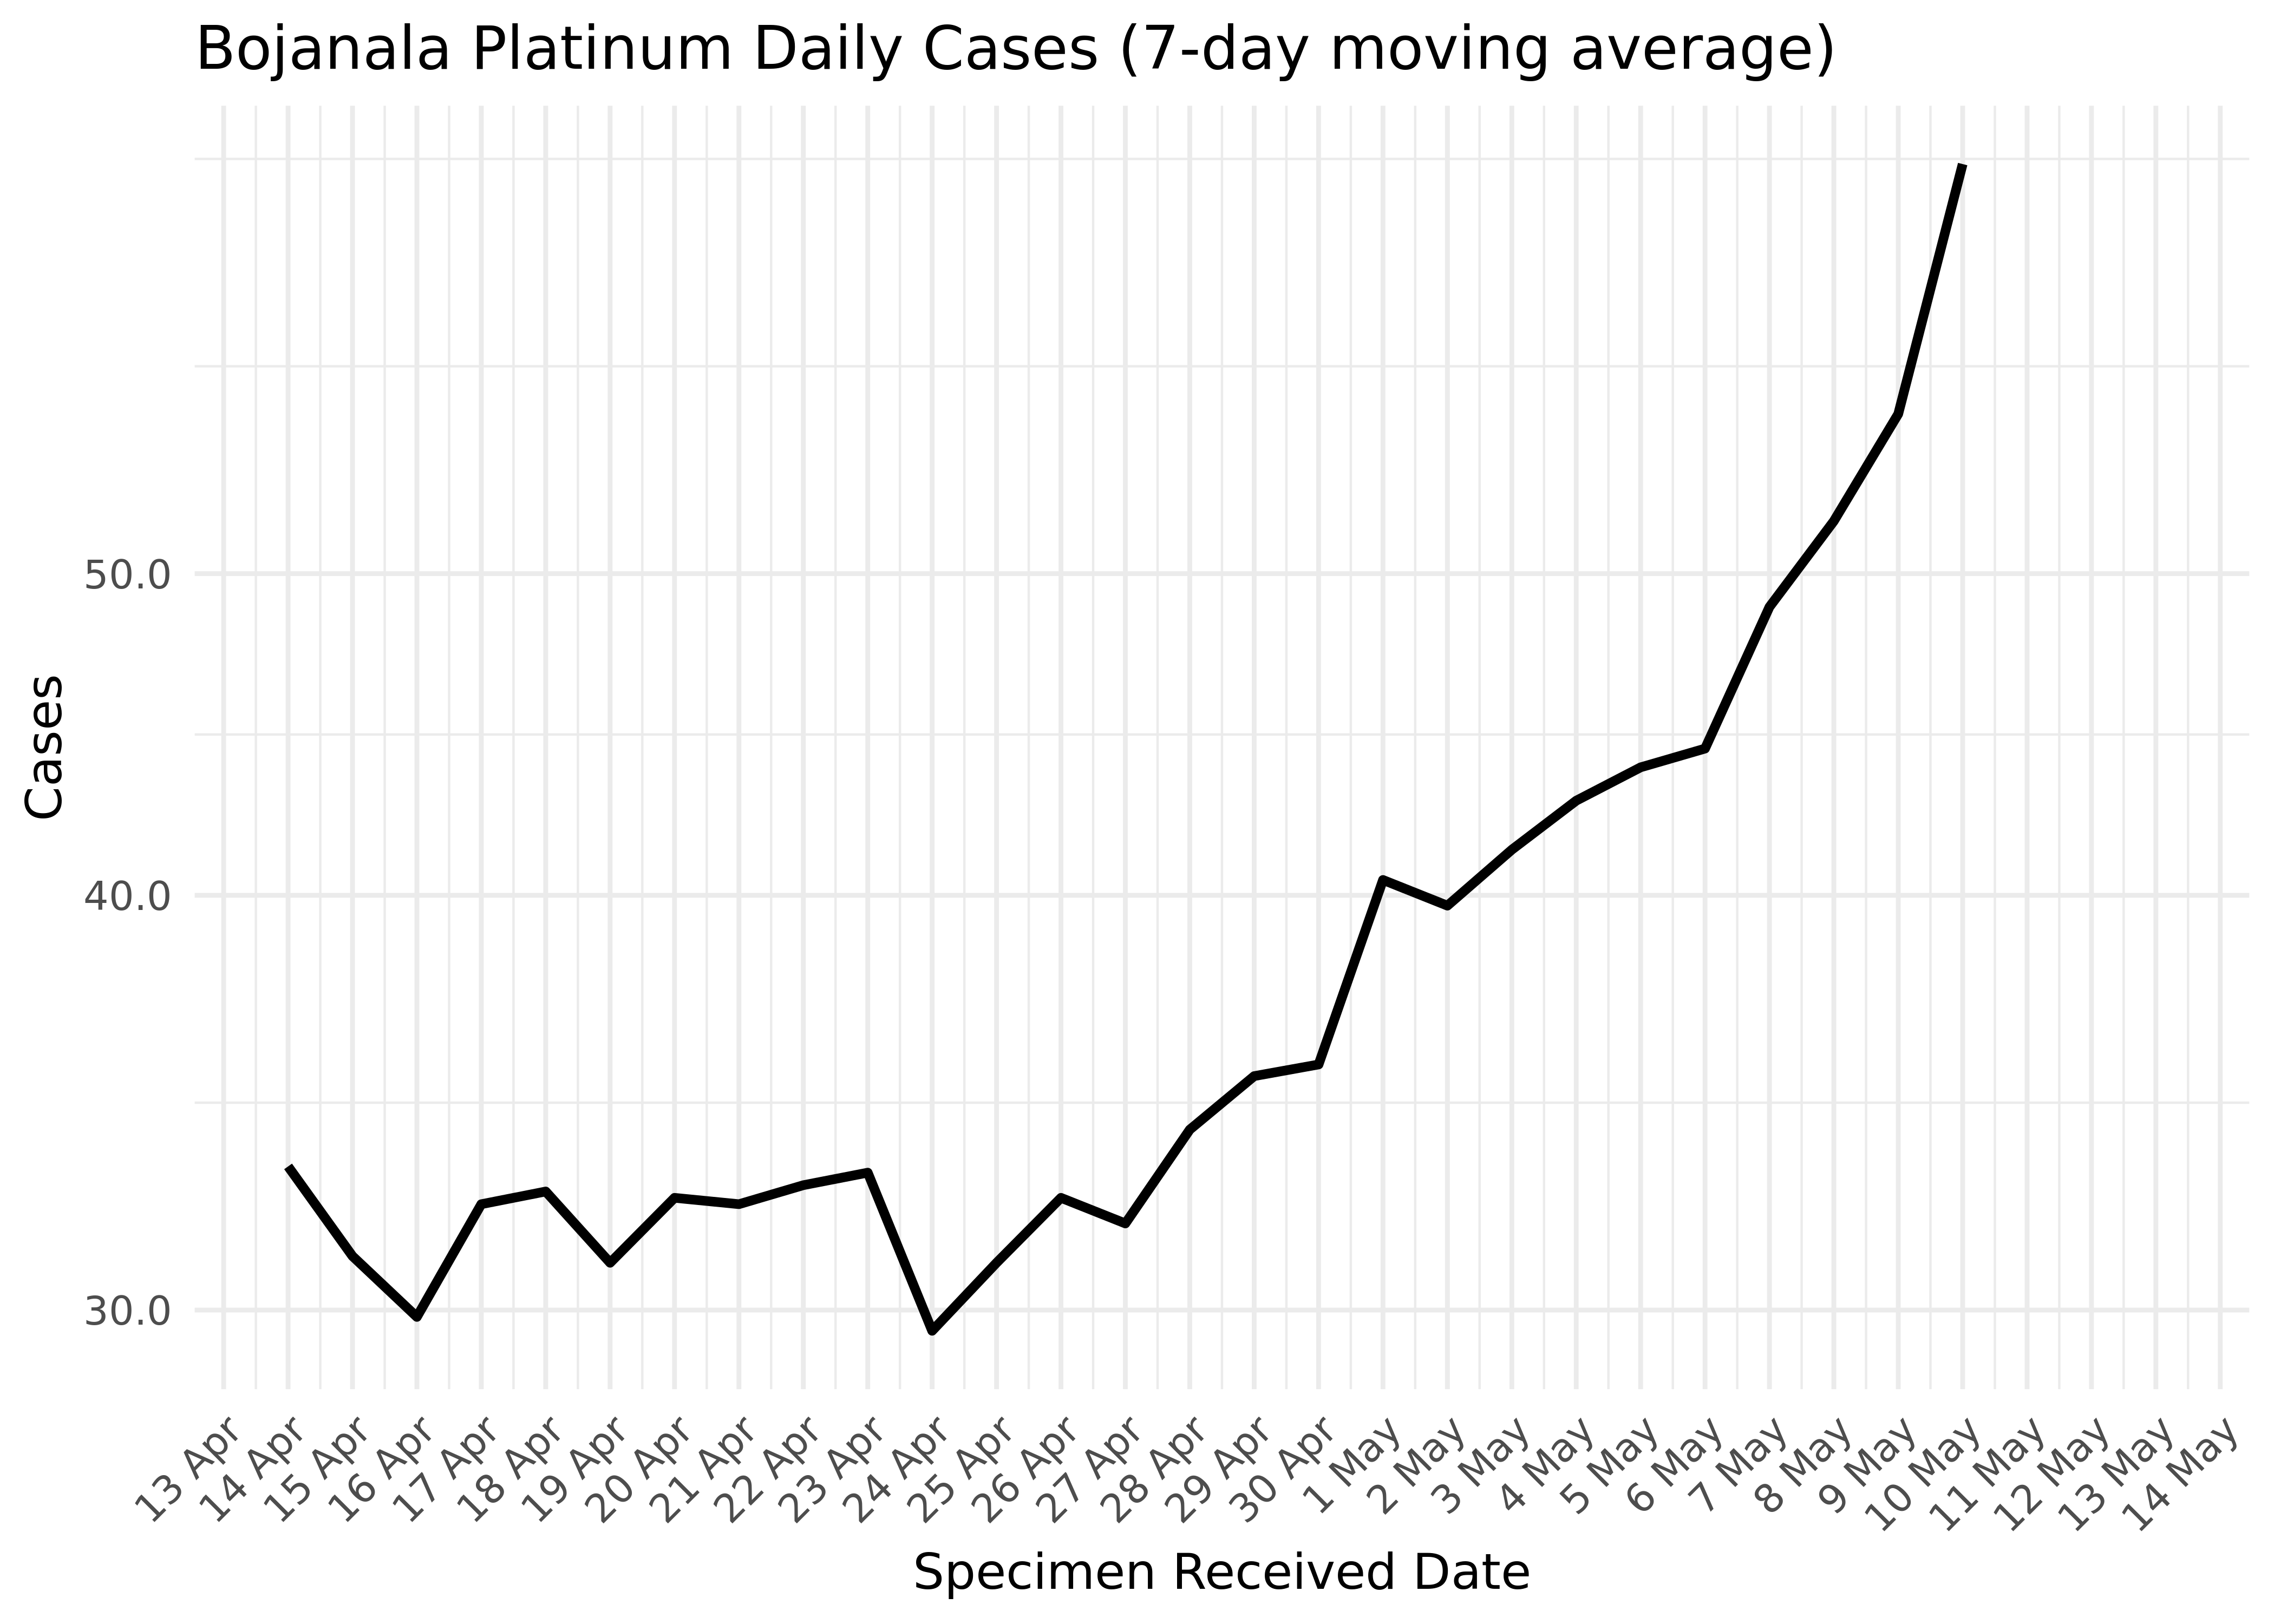 Bojanala Platinum Daily Cases (7-day moving average)
Cases
50.0
40.0
30.0
13 Apr
14 Apr
15 Apr
16 Apr
17 Apr
18 Apr
19 Apr
20 Apr
21 Apr
22 Apr
23 Apr
24 Apr
25 Apr
26 Apr
27 Apr
28 Apr
29 Apr
30 Apr
1 May
2 May
3 May
4 May
5 May
6 May
7 May
8 May
9 May
10 May
11 May
12 May
13 May
14 May
Specimen Received Date